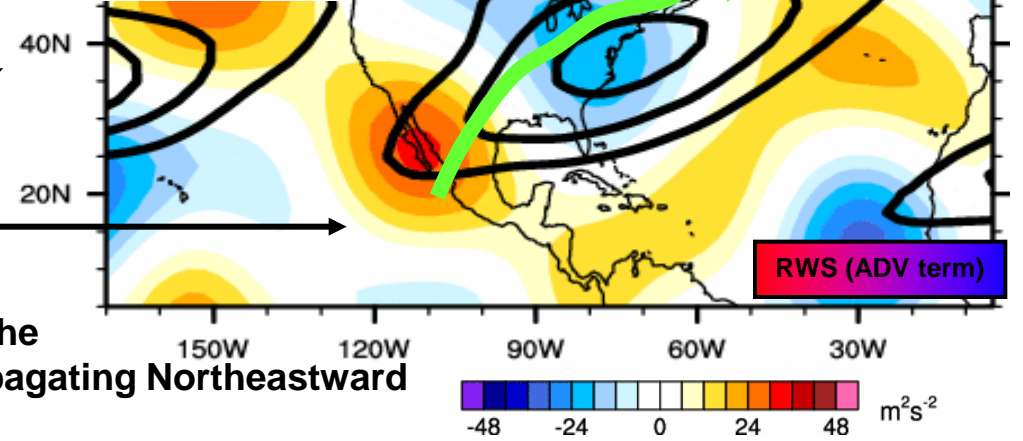 40N
20N
RWS (ADV term)
150W 120W 90W 60W 30W
he
pagating Northeastward
-48 -24 0 24 48 m²s⁻²